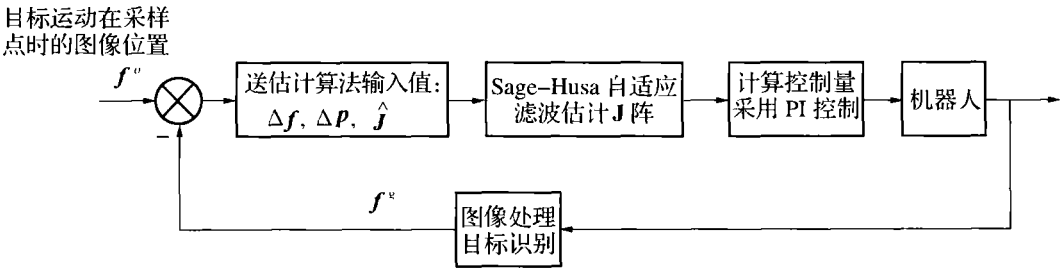 目标运动在采样
点时的图像位置
f^o
−
送估计算法输入值:
Δf, Δp, ĵ
Sage–Husa 自适应
滤波估计 J 阵
计算控制量
采用 PI 控制
机器人
f^g
图像处理
目标识别